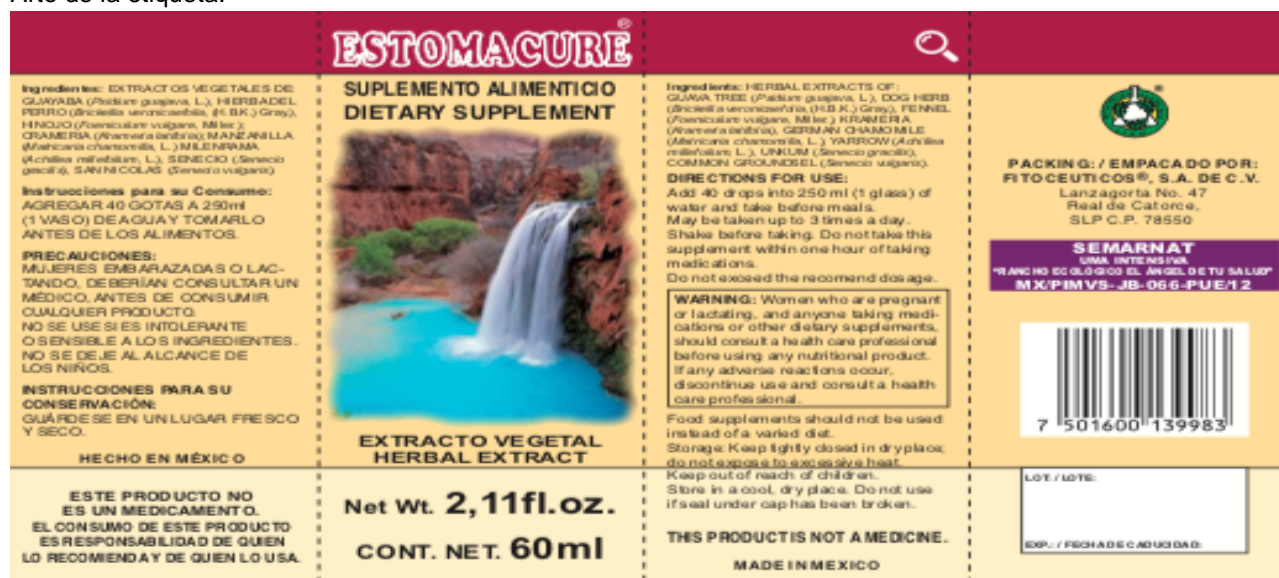 Arte de la etiqueta:
ESTOMACURE®
SUPLEMENTO ALIMENTICIO
DIETARY SUPPLEMENT
EXTRACTO VEGETAL
HERBAL EXTRACT
Net Wt. 2,11fl.oz.
CONT. NET. 60ml
Ingredientes: EXTRACTOS VEGETALES DE:
GUAYABA (Psidium guajava, L.), HIERBA DEL
PERRO (Brickellia veronicaefolia, (H.B.K.) Gray),
HINOJO (Foeniculum vulgare, Miller.);
CRAMERIA (Krameria lanifolia); MANZANILLA
(Matricaria chamomilla, L.) MILENRAMA
(Achillea millefolium, L.), SENECIO (Senecio
gracilis), SAN NICOLAS (Senecio vulgaris)
Instrucciones para su Consumo:
AGREGAR 40 GOTAS A 250ml
(1 VASO) DE AGUA Y TOMARLO
ANTES DE LOS ALIMENTOS.
PRECAUCIONES:
MUJERES EMBARAZADAS O LAC-
TANDO, DEBERÍAN CONSULTAR UN
MÉDICO, ANTES DE CONSUMIR
CUALQUIER PRODUCTO.
NO SE USE SI ES INTOLERANTE
O SENSIBLE A LOS INGREDIENTES.
NO SE DEJE AL ALCANCE DE
LOS NIÑOS.
INSTRUCCIONES PARA SU
CONSERVACIÓN:
GUÁRDESE EN UN LUGAR FRESCO
Y SECO.
HECHO EN MÉXICO
ESTE PRODUCTO NO
ES UN MEDICAMENTO.
EL CONSUMO DE ESTE PRODUCTO
ES RESPONSABILIDAD DE QUIEN
LO RECOMIENDA Y DE QUIEN LO USA.
Ingredients: HERBAL EXTRACTS OF:
GUAVA TREE (Psidium guajava, L.), DOG HERB
(Brickellia veronicaefolia, (H.B.K.) Gray), FENNEL
(Foeniculum vulgare, Miller.) KRAMERIA
(Krameria lanifolia), GERMAN CHAMOMILE
(Matricaria chamomilla, L.) YARROW (Achillea
millefolium, L.), UNKUM (Senecio gracilis),
COMMON GROUNDSEL (Senecio vulgaris).
DIRECTIONS FOR USE:
Add 40 drops into 250 ml (1 glass) of
water and take before meals.
May be taken up to 3 times a day.
Shake before taking. Do not take this
supplement within one hour of taking
medications.
Do not exceed the recomend dosage.
WARNING: Women who are pregnant
or lactating, and anyone taking medi-
cations or other dietary supplements,
should consult a health care professional
before using any nutritional product.
If any adverse reactions occur,
discontinue use and consult a health
care professional.
Food supplements should not be used
instead of a varied diet.
Storage: Keep tightly closed in dry place;
do not expose to excessive heat.
Keep out of reach of children.
Store in a cool, dry place. Do not use
if seal under cap has been broken.
THIS PRODUCT IS NOT A MEDICINE.
MADE IN MEXICO
PACKING: / EMPACADO POR:
FITOCEUTICOS®, S.A. DE C.V.
Lanzagorta No. 47
Real de Catorce,
SLP C.P. 78550
SEMARNAT
UMA INTENSIVA
"RANCHO ECOLÓGICO EL ÁNGEL DE TU SALUD"
MX/PIMVS-JB-066-PUE/12
7 501600 139983
LOT: / LOTE:
EXP.: / FECHA DE CADUCIDAD: